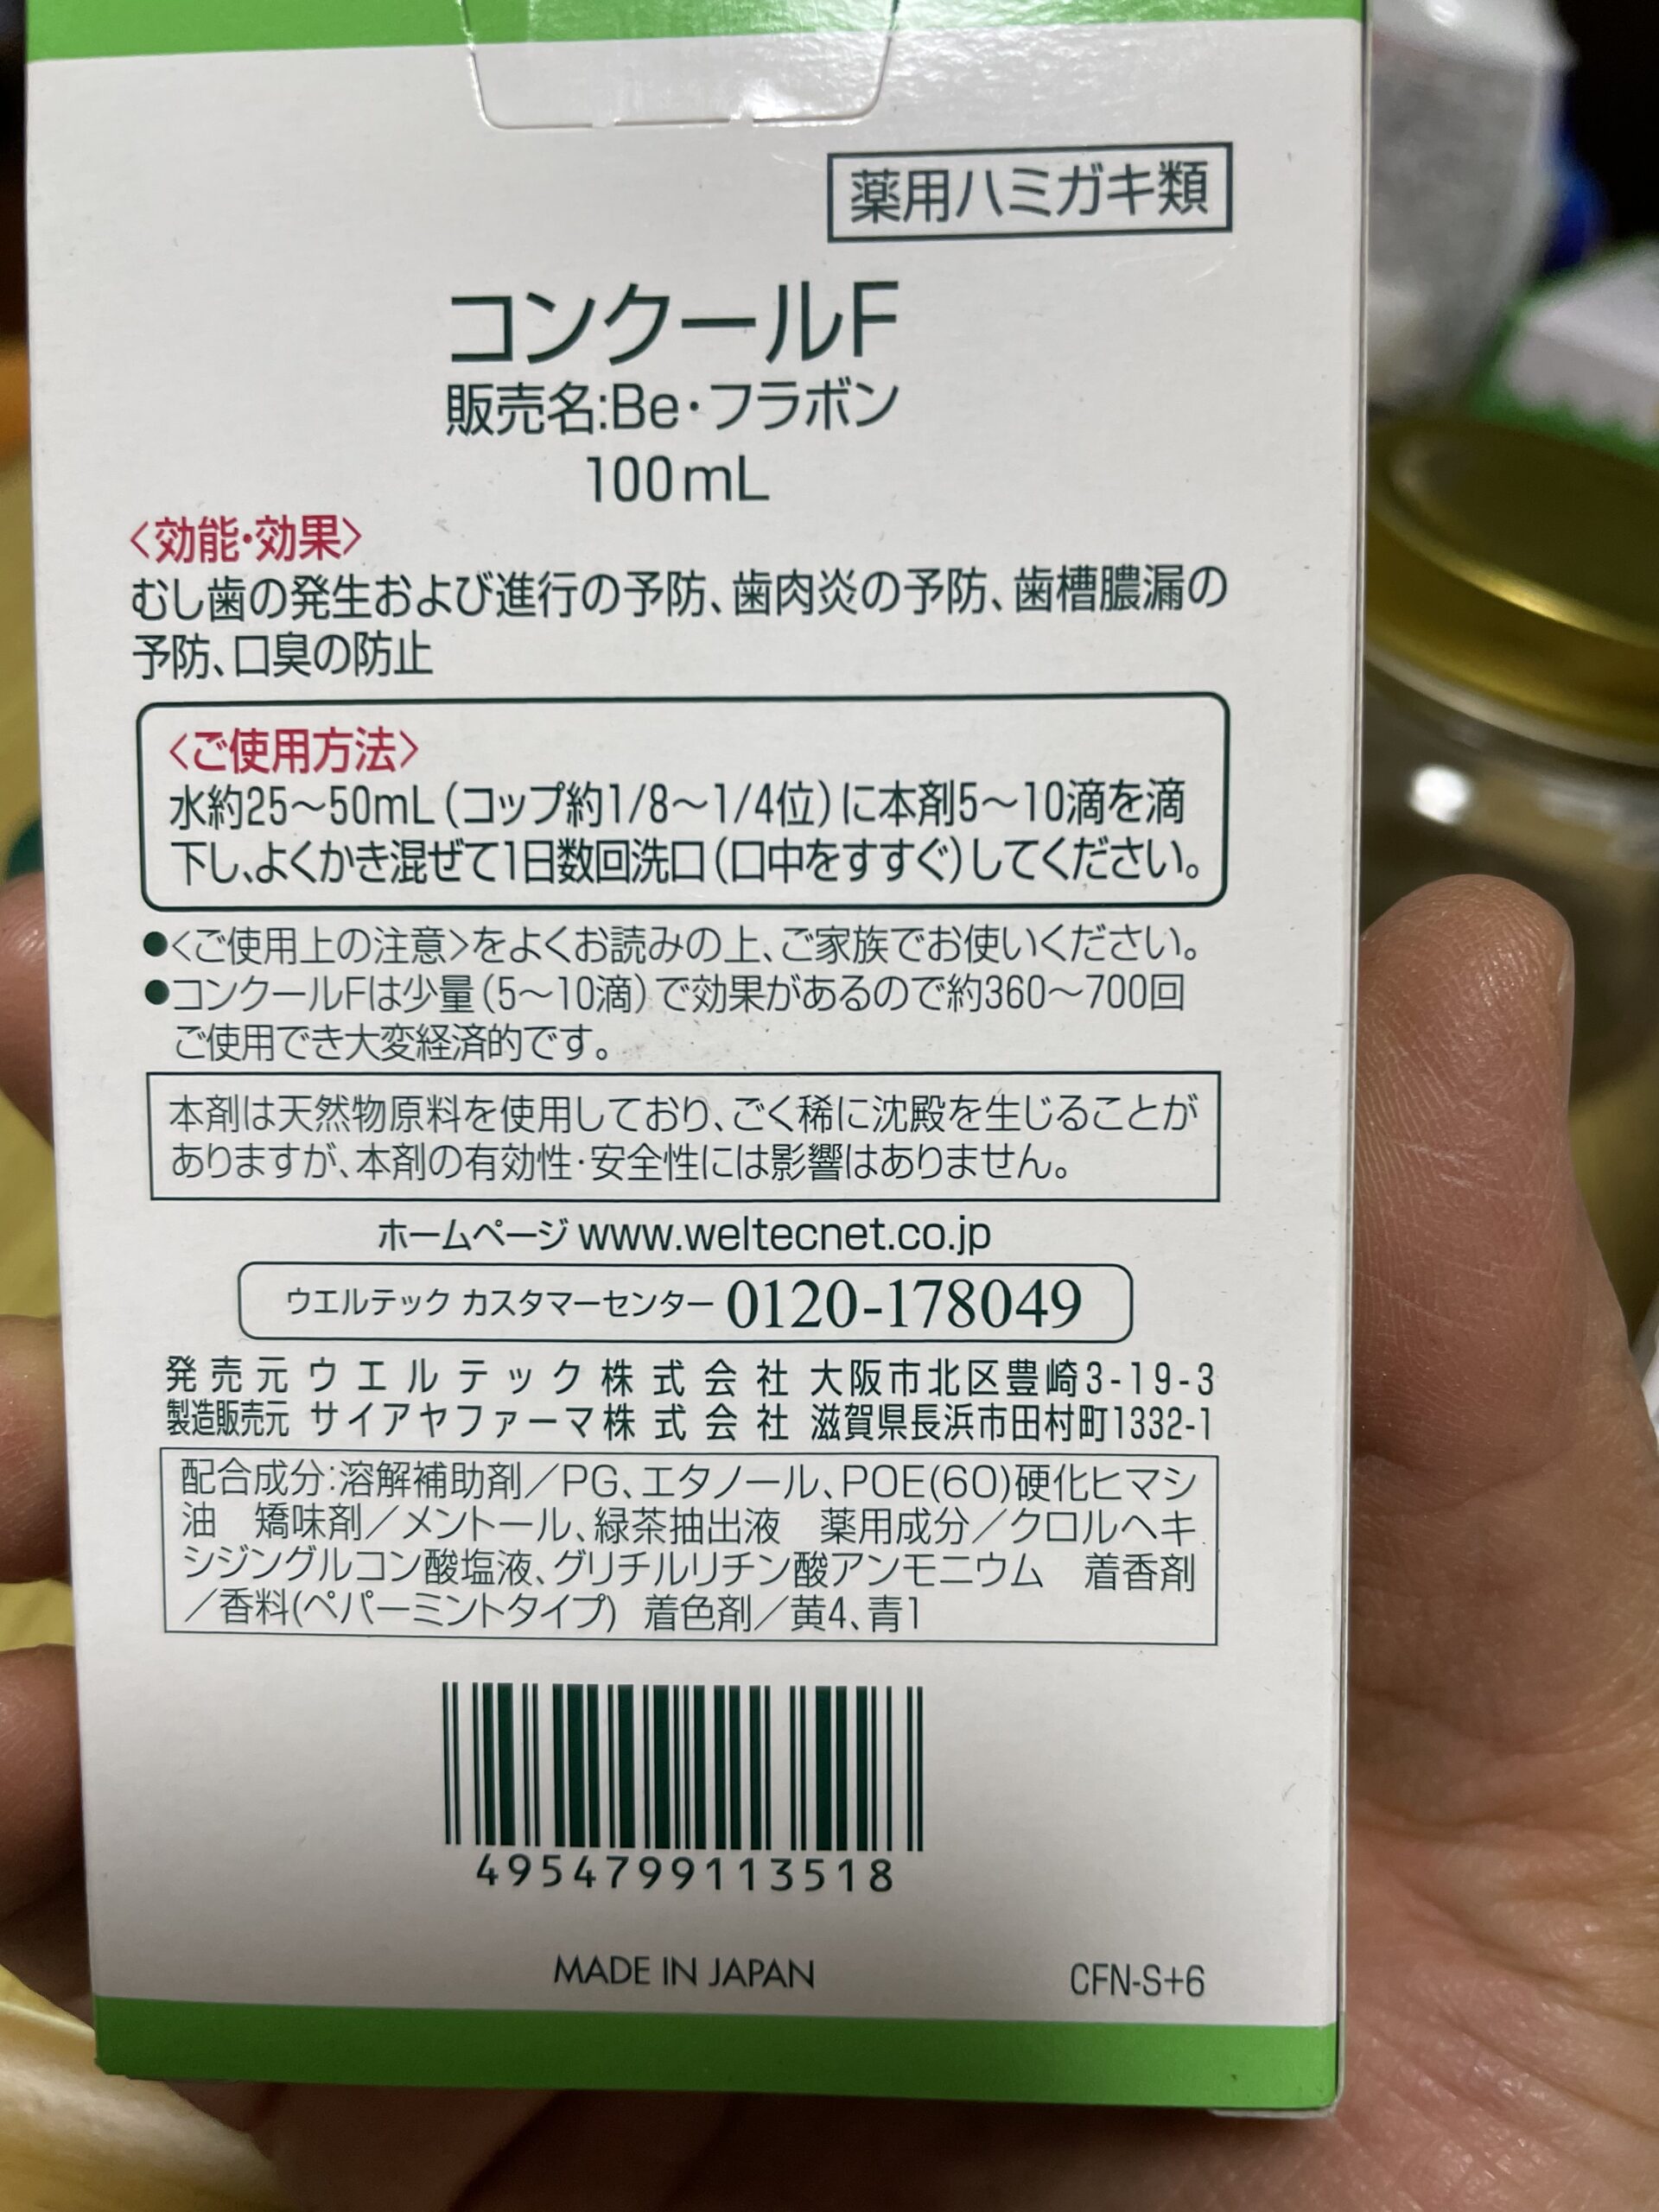 薬用ハミガキ類
コンクールF
販売名:Be・フラボン
100mL
〈効能・効果〉
むし歯の発生および進行の予防、歯肉炎の予防、歯槽膿漏の
予防、口臭の防止
〈ご使用方法〉
水約25〜50mL(コップ約1/8〜1/4位)に本剤5〜10滴を滴
下し、よくかき混ぜて1日数回洗口(口中をすすぐ)してください。
●〈ご使用上の注意〉をよくお読みの上、ご家族でお使いください。
●コンクールFは少量(5〜10滴)で効果があるので約360〜700回
ご使用でき大変経済的です。
本剤は天然物原料を使用しており、ごく稀に沈殿を生じることが
ありますが、本剤の有効性・安全性には影響はありません。
ホームページ www.weltecnet.co.jp
ウエルテック カスタマーセンター 0120-178049
発売元 ウエルテック株式会社 大阪市北区豊崎3-19-3
製造販売元 サイアヤファーマ株式会社 滋賀県長浜市田村町1332-1
配合成分:溶解補助剤／PG、エタノール、POE(60)硬化ヒマシ
油 矯味剤／メントール、緑茶抽出液 薬用成分／クロルヘキ
シジングルコン酸塩液、グリチルリチン酸アンモニウム 着香剤
／香料(ペパーミントタイプ) 着色剤／黄4、青1
4954799113518
MADE IN JAPAN CFN-S+6